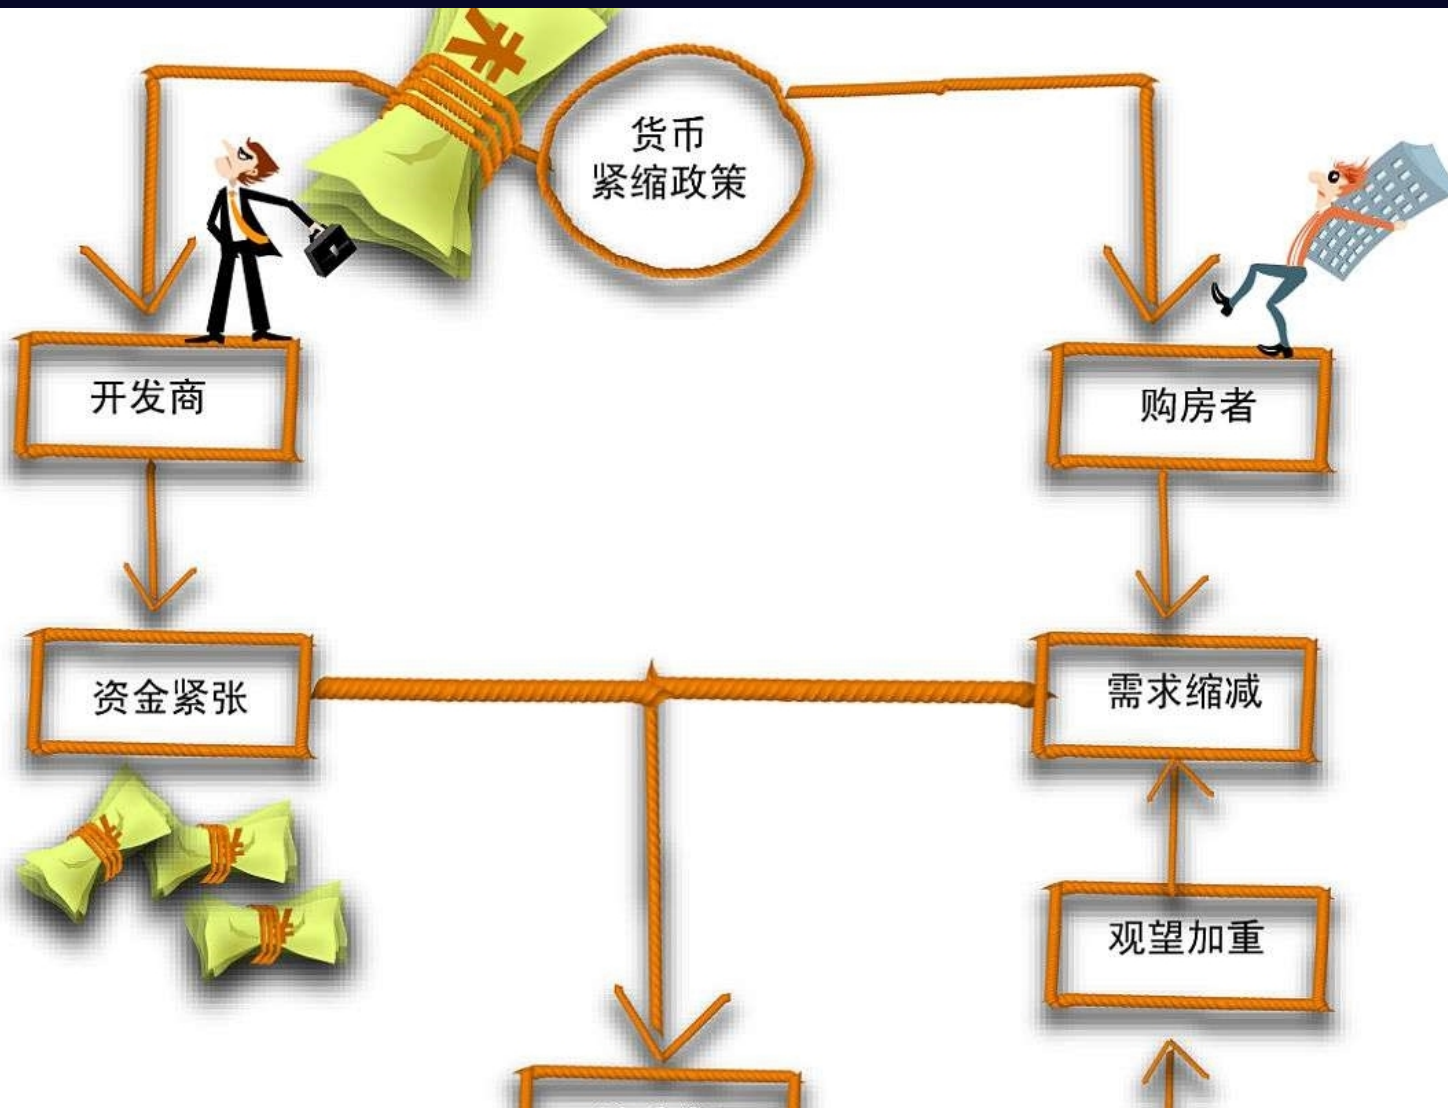 货币
紧缩政策
开发商
购房者
资金紧张
需求缩减
观望加重